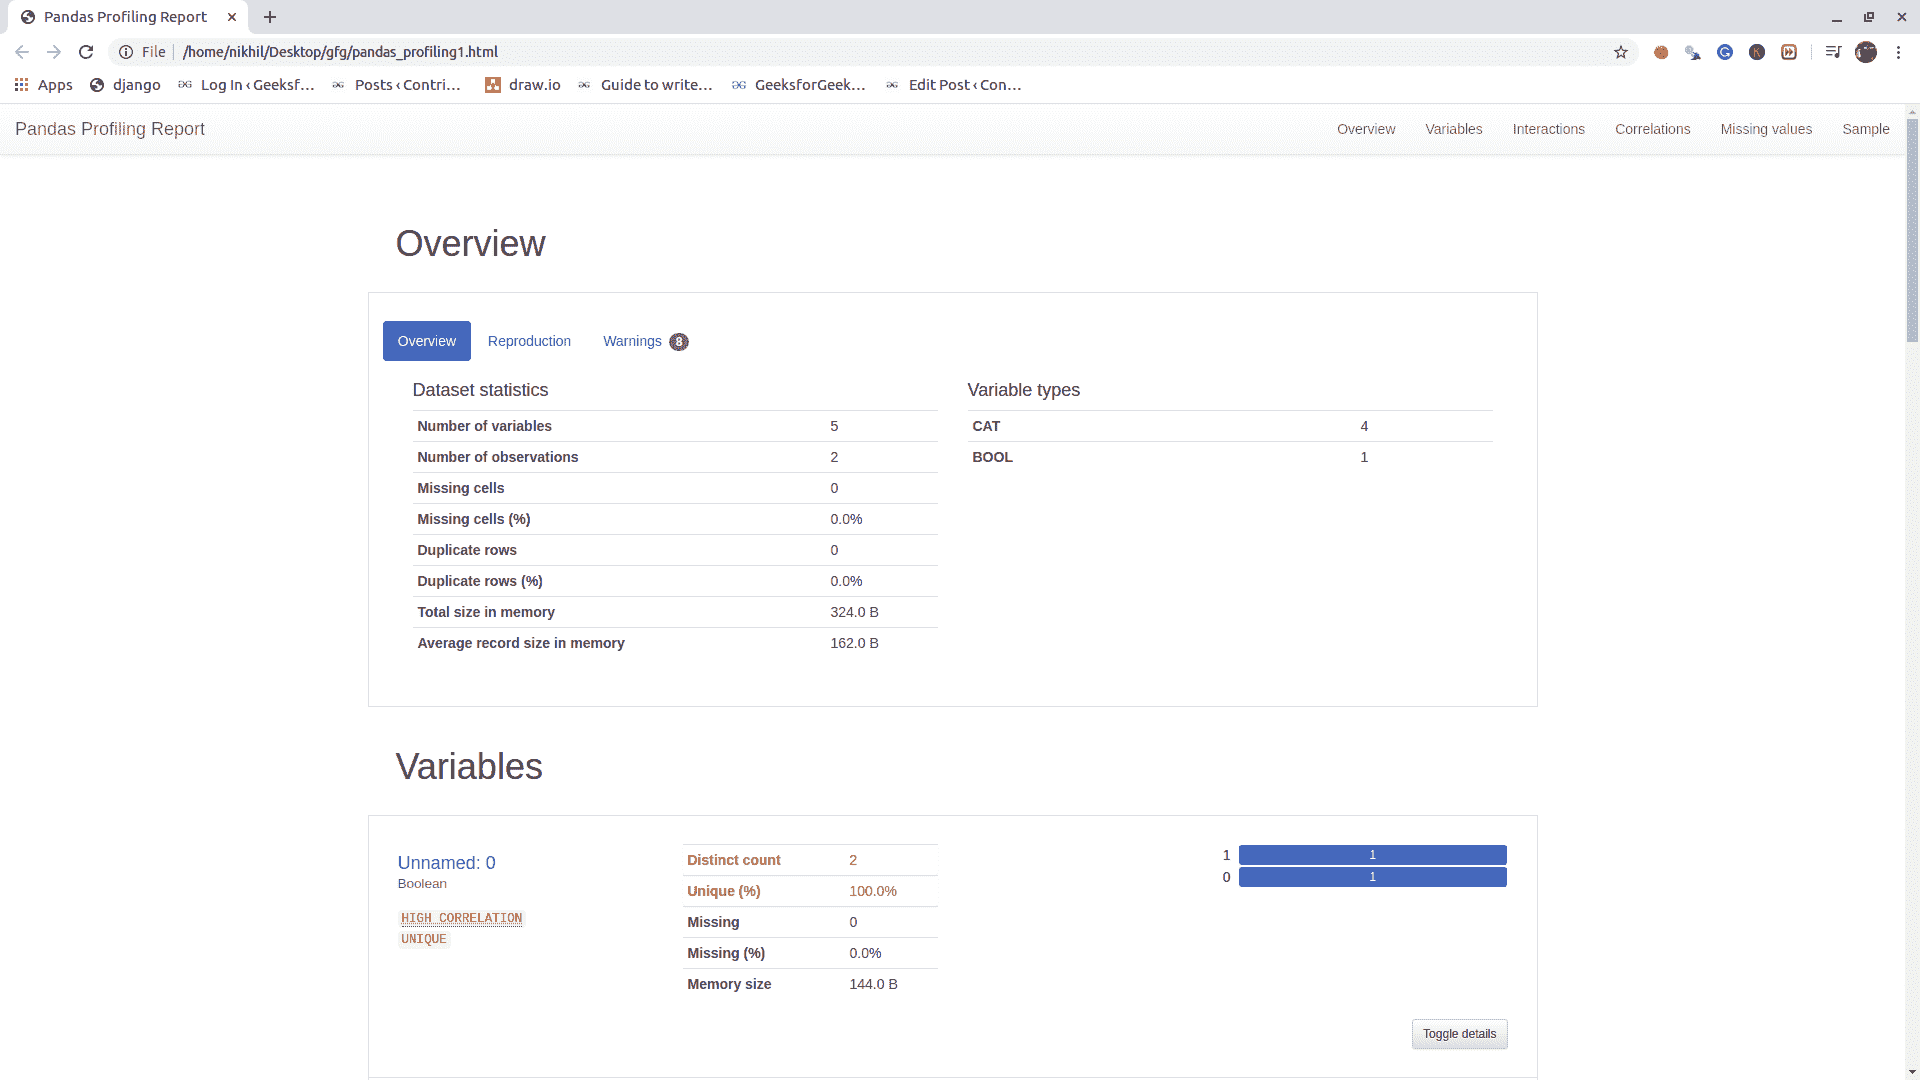 Pandas Profiling Report
File /home/nikhil/Desktop/gfg/pandas_profiling1.html
Apps django Log In ‹ Geeksf... Posts ‹ Contri... draw.io Guide to write... GeeksforGeek... Edit Post ‹ Con...
Pandas Profiling Report Overview Variables Interactions Correlations Missing values Sample
Overview
Overview Reproduction Warnings 8
Dataset statistics
Number of variables 5
Number of observations 2
Missing cells 0
Missing cells (%) 0.0%
Duplicate rows 0
Duplicate rows (%) 0.0%
Total size in memory 324.0 B
Average record size in memory 162.0 B
Variable types
CAT 4
BOOL 1
Variables
Unnamed: 0
Boolean
HIGH CORRELATION
UNIQUE
Distinct count 2
Unique (%) 100.0%
Missing 0
Missing (%) 0.0%
Memory size 144.0 B
1 1
0 1
Toggle details